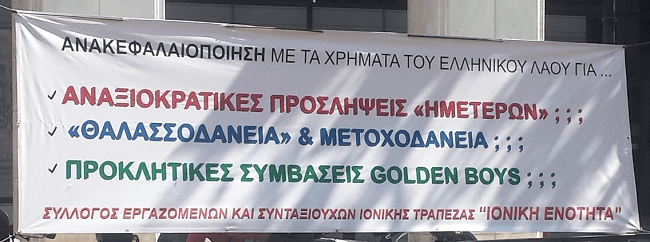 ΑΝΑΚΕΦΑΛΑΙΟΠΟΙΗΣΗ ΜΕ ΤΑ ΧΡΗΜΑΤΑ ΤΟΥ ΕΛΛΗΝΙΚΟΥ ΛΑΟΥ ΓΙΑ ...
✓ ΑΝΑΞΙΟΚΡΑΤΙΚΕΣ ΠΡΟΣΛΗΨΕΙΣ «ΗΜΕΤΕΡΩΝ» ; ; ;
✓ «ΘΑΛΑΣΣΟΔΑΝΕΙΑ» & ΜΕΤΟΧΟΔΑΝΕΙΑ ; ; ;
✓ ΠΡΟΚΛΗΤΙΚΕΣ ΣΥΜΒΑΣΕΙΣ GOLDEN BOYS ; ; ;
ΣΥΛΛΟΓΟΣ ΕΡΓΑΖΟΜΕΝΩΝ ΚΑΙ ΣΥΝΤΑΞΙΟΥΧΩΝ ΙΟΝΙΚΗΣ ΤΡΑΠΕΖΑΣ “ΙΟΝΙΚΗ ΕΝΟΤΗΤΑ”